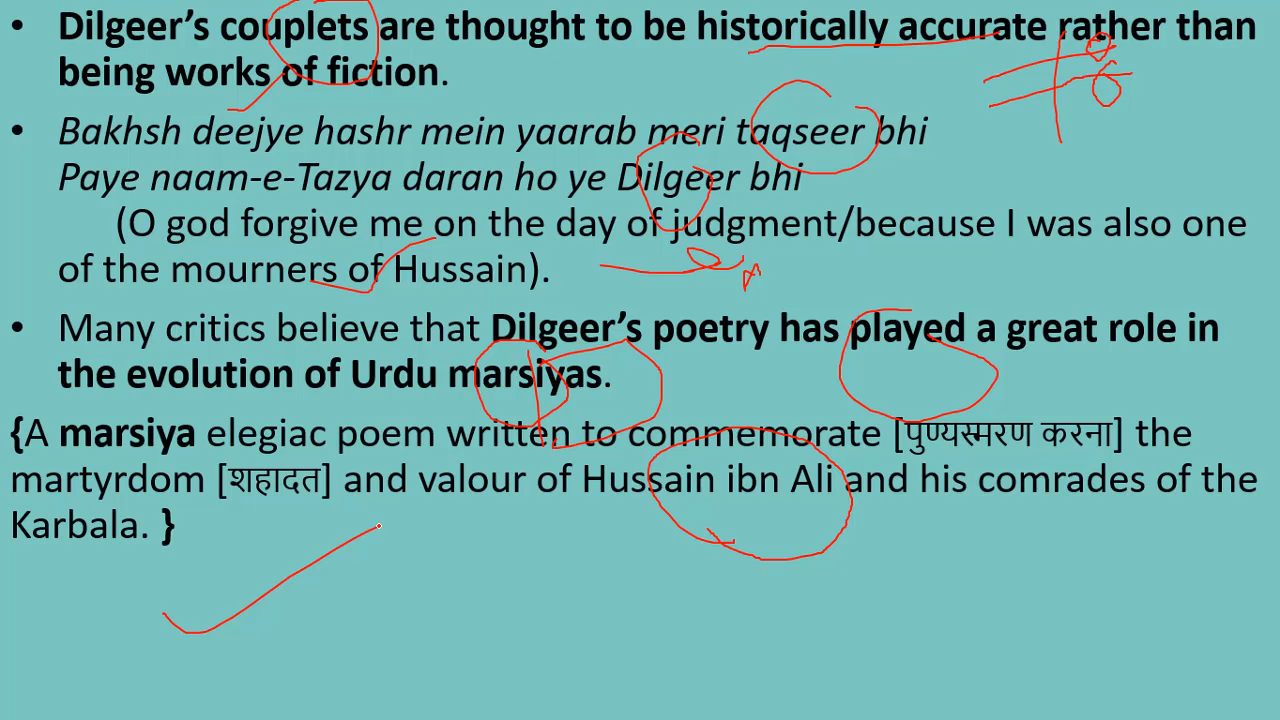 • Dilgeer's couplets are thought to be historically accurate rather than
being works of fiction.
• Bakhsh deejye hashr mein yaarab meri taqseer bhi
Paye naam-e-Tazya daran ho ye Dilgeer bhi
(O god forgive me on the day of judgment/because I was also one
of the mourners of Hussain).
• Many critics believe that Dilgeer's poetry has played a great role in
the evolution of Urdu marsiyas.
{A marsiya elegiac poem written to commemorate [पुण्यस्मरण करना] the
martyrdom [शहादत] and valour of Hussain ibn Ali and his comrades of the
Karbala. }